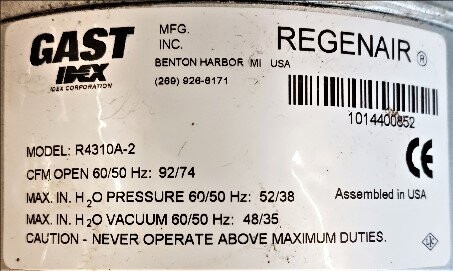 GAST
IDEX
IDEX CORPORATION
MFG.
INC.
BENTON HARBOR MI USA
(269) 926-6171
REGENAIR ®
1014400852
CE
MODEL: R4310A-2
CFM OPEN 60/50 Hz: 92/74
MAX. IN. H₂O PRESSURE 60/50 Hz: 52/38
Assembled in USA
MAX. IN. H₂O VACUUM 60/50 Hz: 48/35
CAUTION - NEVER OPERATE ABOVE MAXIMUM DUTIES.